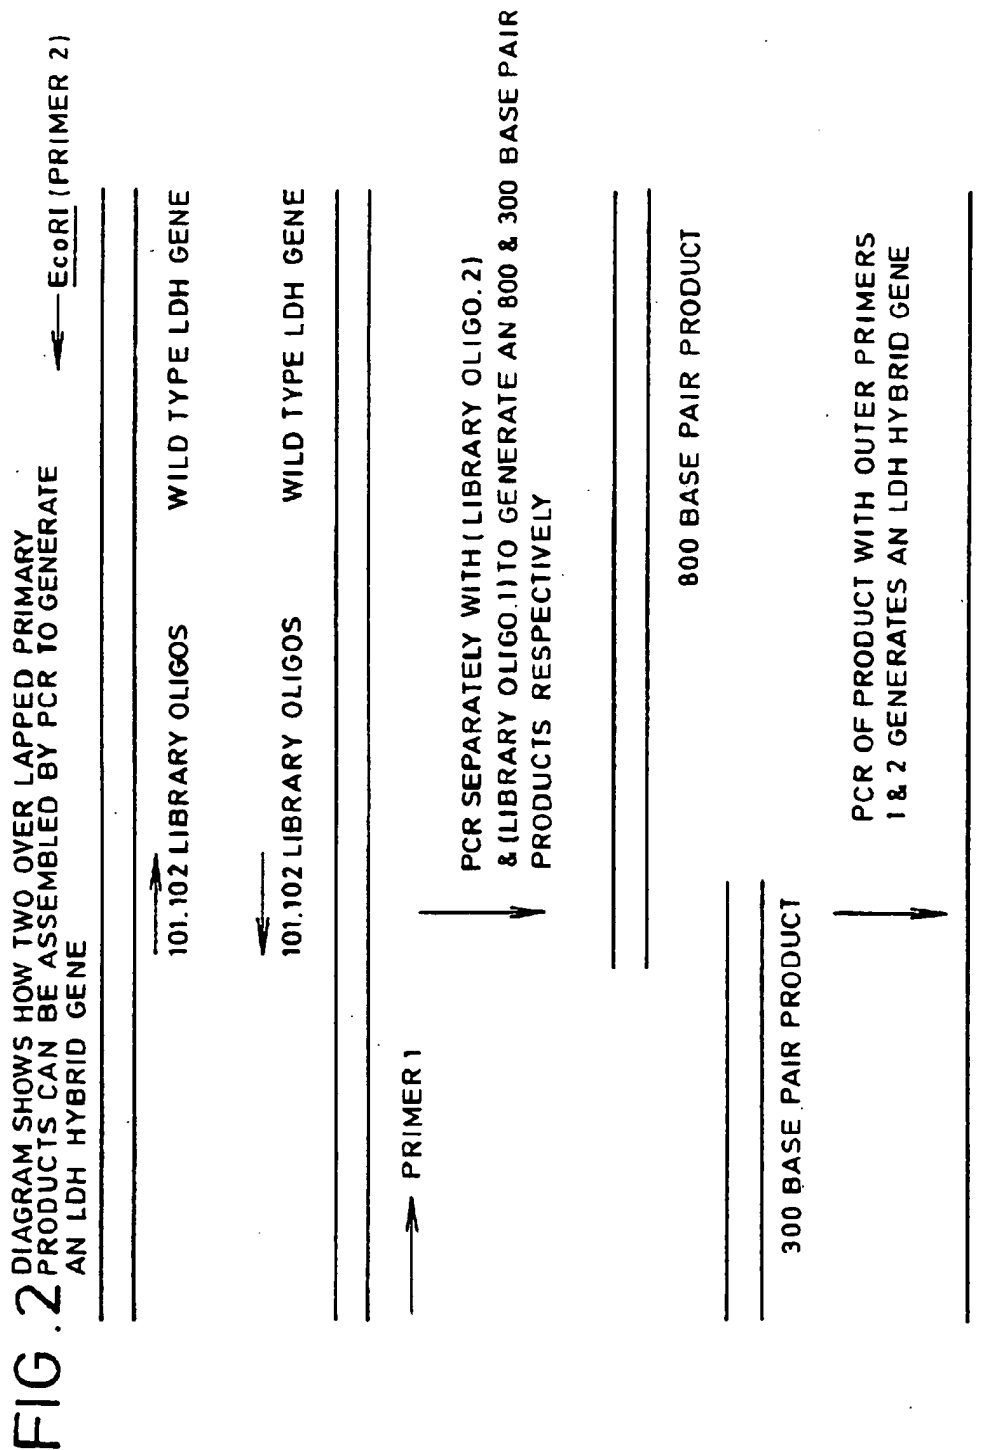 FIG.2
DIAGRAM SHOWS HOW TWO OVER LAPPED PRIMARY
PRODUCTS CAN BE ASSEMBLED BY PCR TO GENERATE
AN LDH HYBRID GENE
EcoRI (PRIMER 2)
101.102 LIBRARY OLIGOS
WILD TYPE LDH GENE
101.102 LIBRARY OLIGOS
WILD TYPE LDH GENE
PRIMER 1
PCR SEPARATELY WITH (LIBRARY OLIGO.2)
& (LIBRARY OLIGO.1) TO GENERATE AN 800 & 300 BASE PAIR
PRODUCTS RESPECTIVELY
800 BASE PAIR PRODUCT
300 BASE PAIR PRODUCT
PCR OF PRODUCT WITH OUTER PRIMERS
1 & 2 GENERATES AN LDH HYBRID GENE